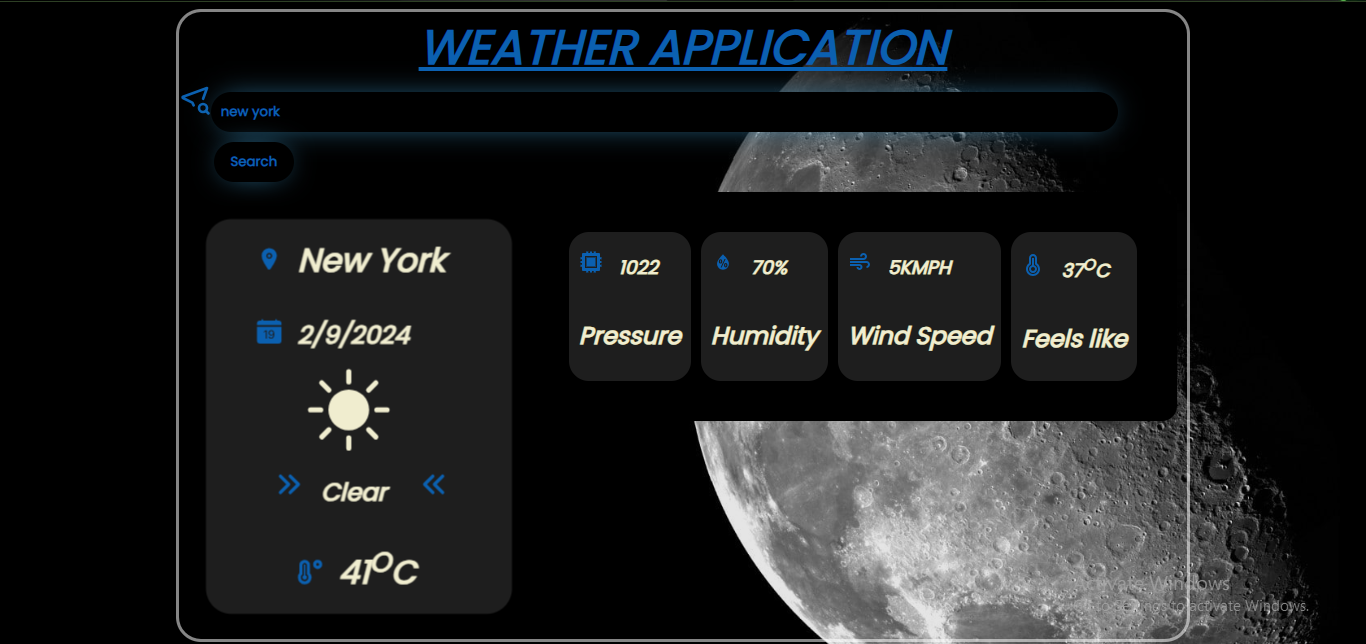 WEATHER APPLICATION
new york
Search
New York
2/9/2024
19
Clear
41°C
1022
Pressure
70%
Humidity
5KMPH
Wind Speed
37°C
Feels like
Activate Windows
Go to Settings to activate Windows.